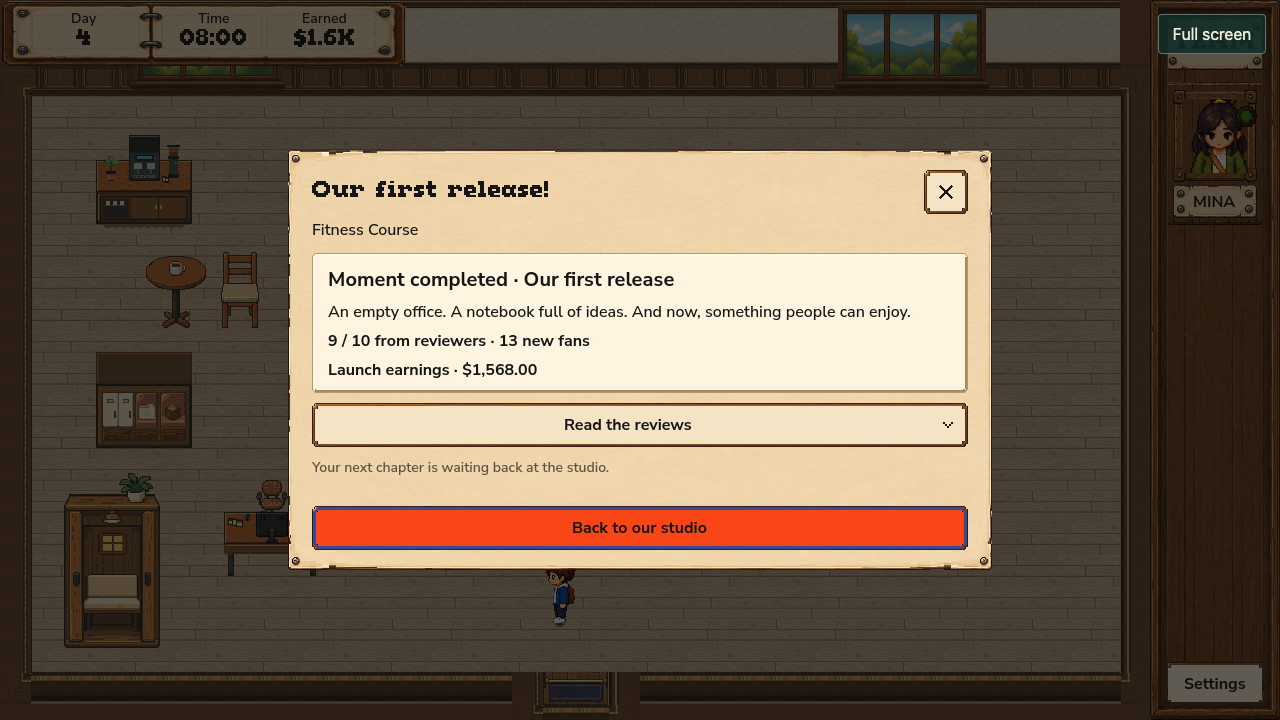 Day
4
Time
08:00
Earned
$1.6K
Full screen
MINA
Our first release!
Fitness Course
Moment completed · Our first release
An empty office. A notebook full of ideas. And now, something people can enjoy.
9 / 10 from reviewers · 13 new fans
Launch earnings · $1,568.00
Read the reviews
Your next chapter is waiting back at the studio.
Back to our studio
Settings